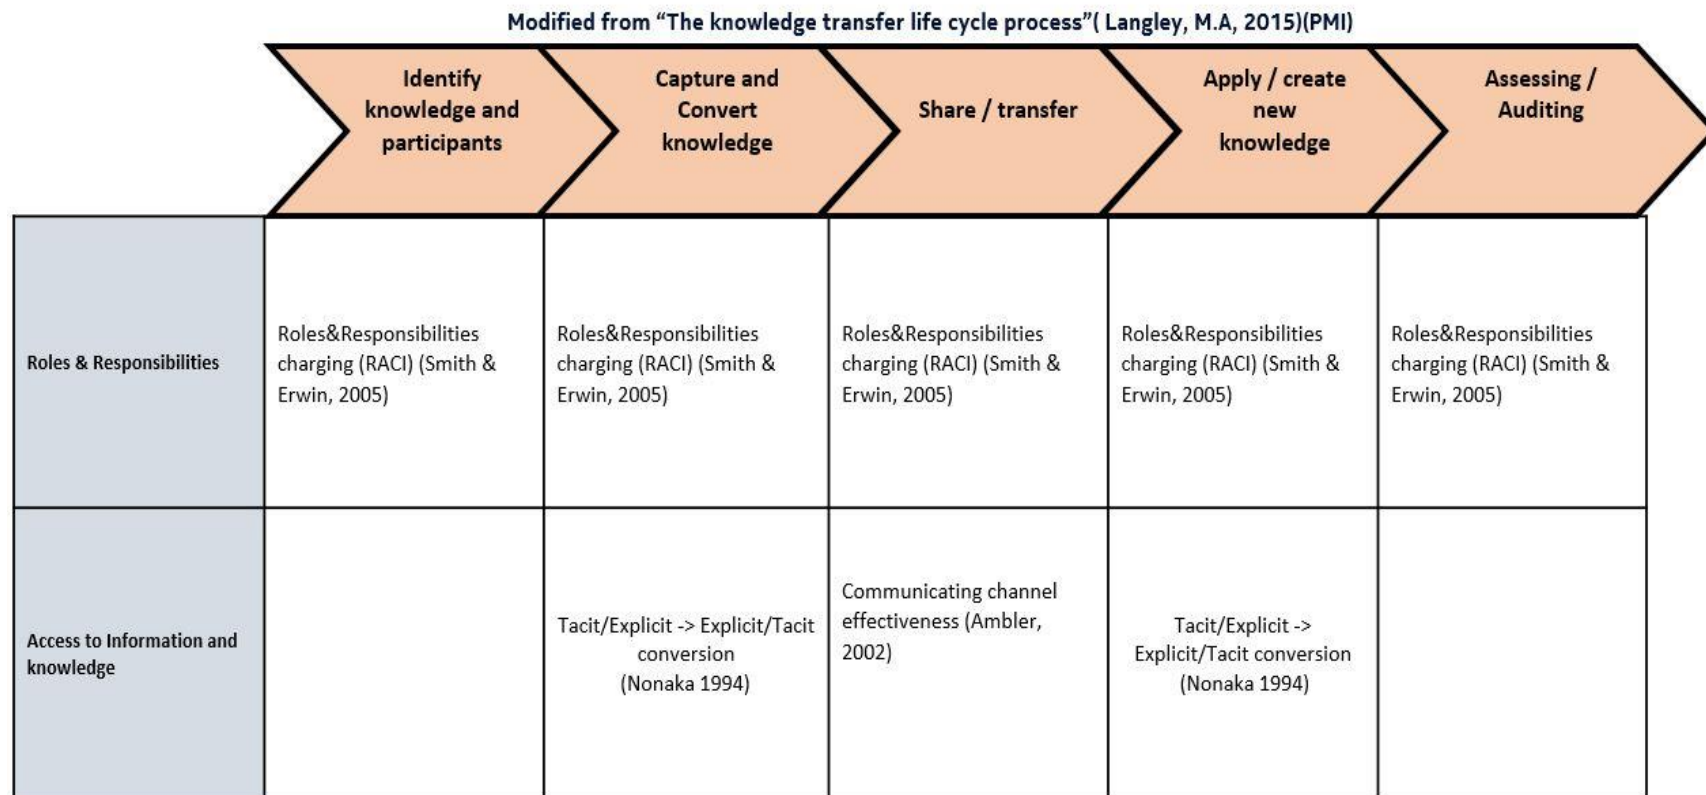 Modified from “The knowledge transfer life cycle process”( Langley, M.A, 2015)(PMI)
Identify
knowledge and
participants
Capture and
Convert
knowledge
Share / transfer
Apply / create
new
knowledge
Assessing /
Auditing
Roles & Responsibilities
Roles&Responsibilities
charging (RACI) (Smith &
Erwin, 2005)
Roles&Responsibilities
charging (RACI) (Smith &
Erwin, 2005)
Roles&Responsibilities
charging (RACI) (Smith &
Erwin, 2005)
Roles&Responsibilities
charging (RACI) (Smith &
Erwin, 2005)
Roles&Responsibilities
charging (RACI) (Smith &
Erwin, 2005)
Access to Information and
knowledge
Tacit/Explicit -> Explicit/Tacit
conversion
(Nonaka 1994)
Communicating channel
effectiveness (Ambler,
2002)
Tacit/Explicit ->
Explicit/Tacit conversion
(Nonaka 1994)